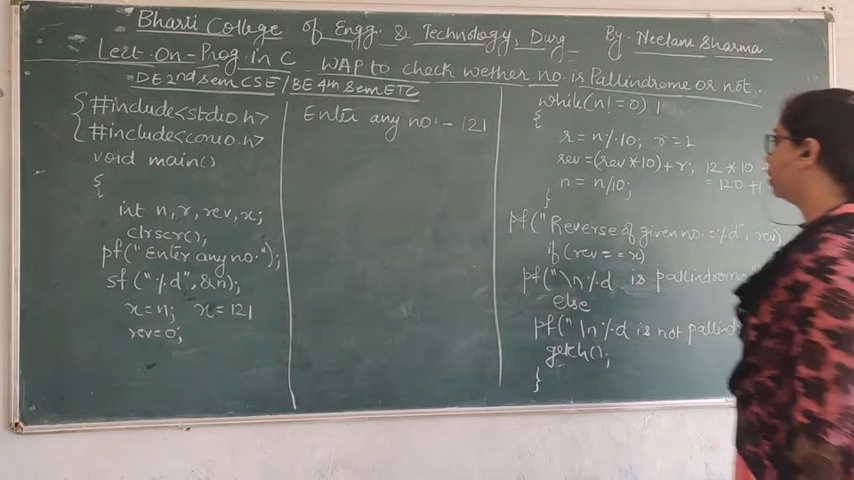 Bharti College of Engg. & Technology, Durg
By. Neelam Sharma
Lect. On - Prog. In C WAP to check wether no. is Pallindrome or not.
DE 2nd sem CSE / BE 4th Sem ETC
#include<stdio.h>
#include<conio.h>
void main()
{
int n, r, rev, x;
clrscr();
pf("Enter any no.");
sf("%d", &n);
x=n; x=121
rev=0;
Enter any no. - 121
while(n!=0)
{
r = n%10; r=1
rev=(rev*10)+r; 12*10
n = n/10; =120+1
}
pf("Reverse of given no.=%d", rev)
if(rev==x)
pf("\n%d is pallindrome
else
pf("\n%d is not pallind
getch();
}